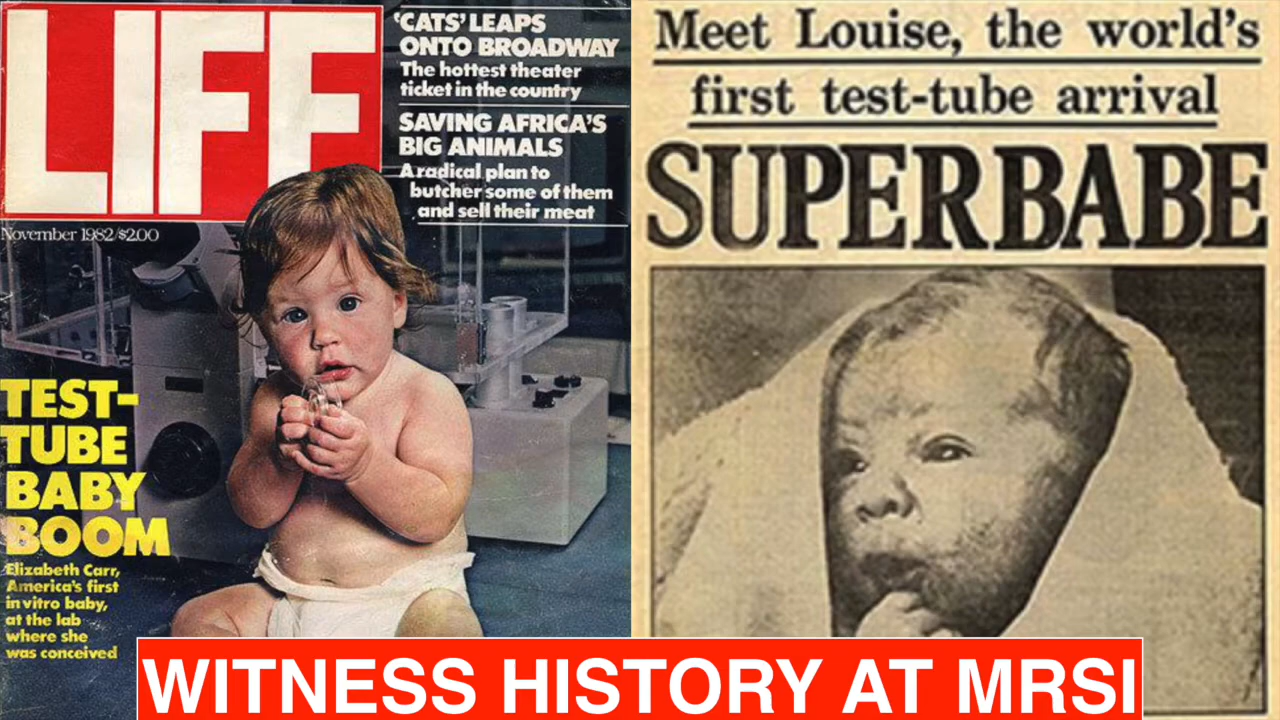 LIFE
'CATS' LEAPS
ONTO BROADWAY
The hottest theater
ticket in the country
SAVING AFRICA'S
BIG ANIMALS
A radical plan to
butcher some of them
and sell their meat
November 1982/$2.00
TEST-
TUBE
BABY
BOOM
Elizabeth Carr,
America's first
in vitro baby,
at the lab
where she
was conceived
Meet Louise, the world's
first test-tube arrival
SUPERBABE
WITNESS HISTORY AT MRSI